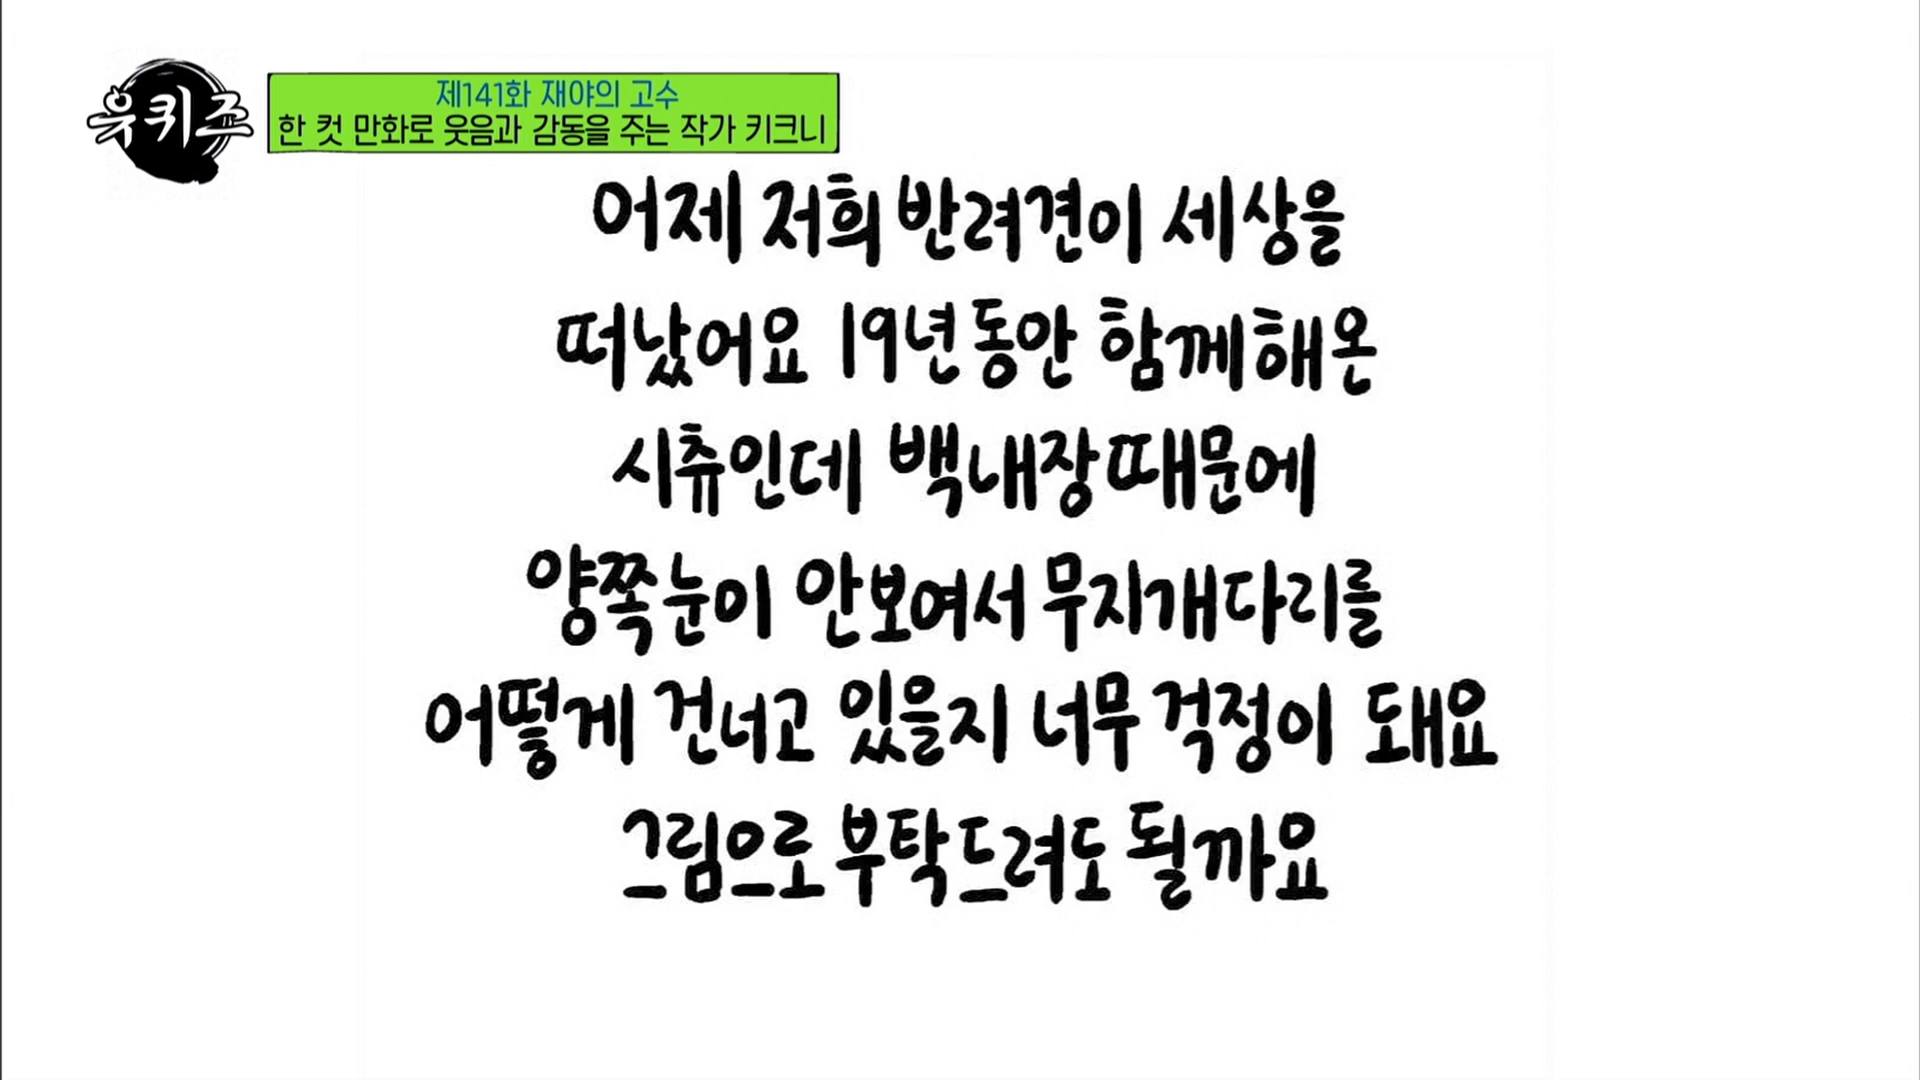 유퀴즈
제141화 재야의 고수
한 컷 만화로 웃음과 감동을 주는 작가 키크니
어제 저희 반려견이 세상을
떠났어요 19년동안 함께해온
시츄인데 백내장때문에
양쪽눈이 안보여서 무지개다리를
어떻게 건너고 있을지 너무 걱정이 돼요
그림으로 부탁드려도 될까요